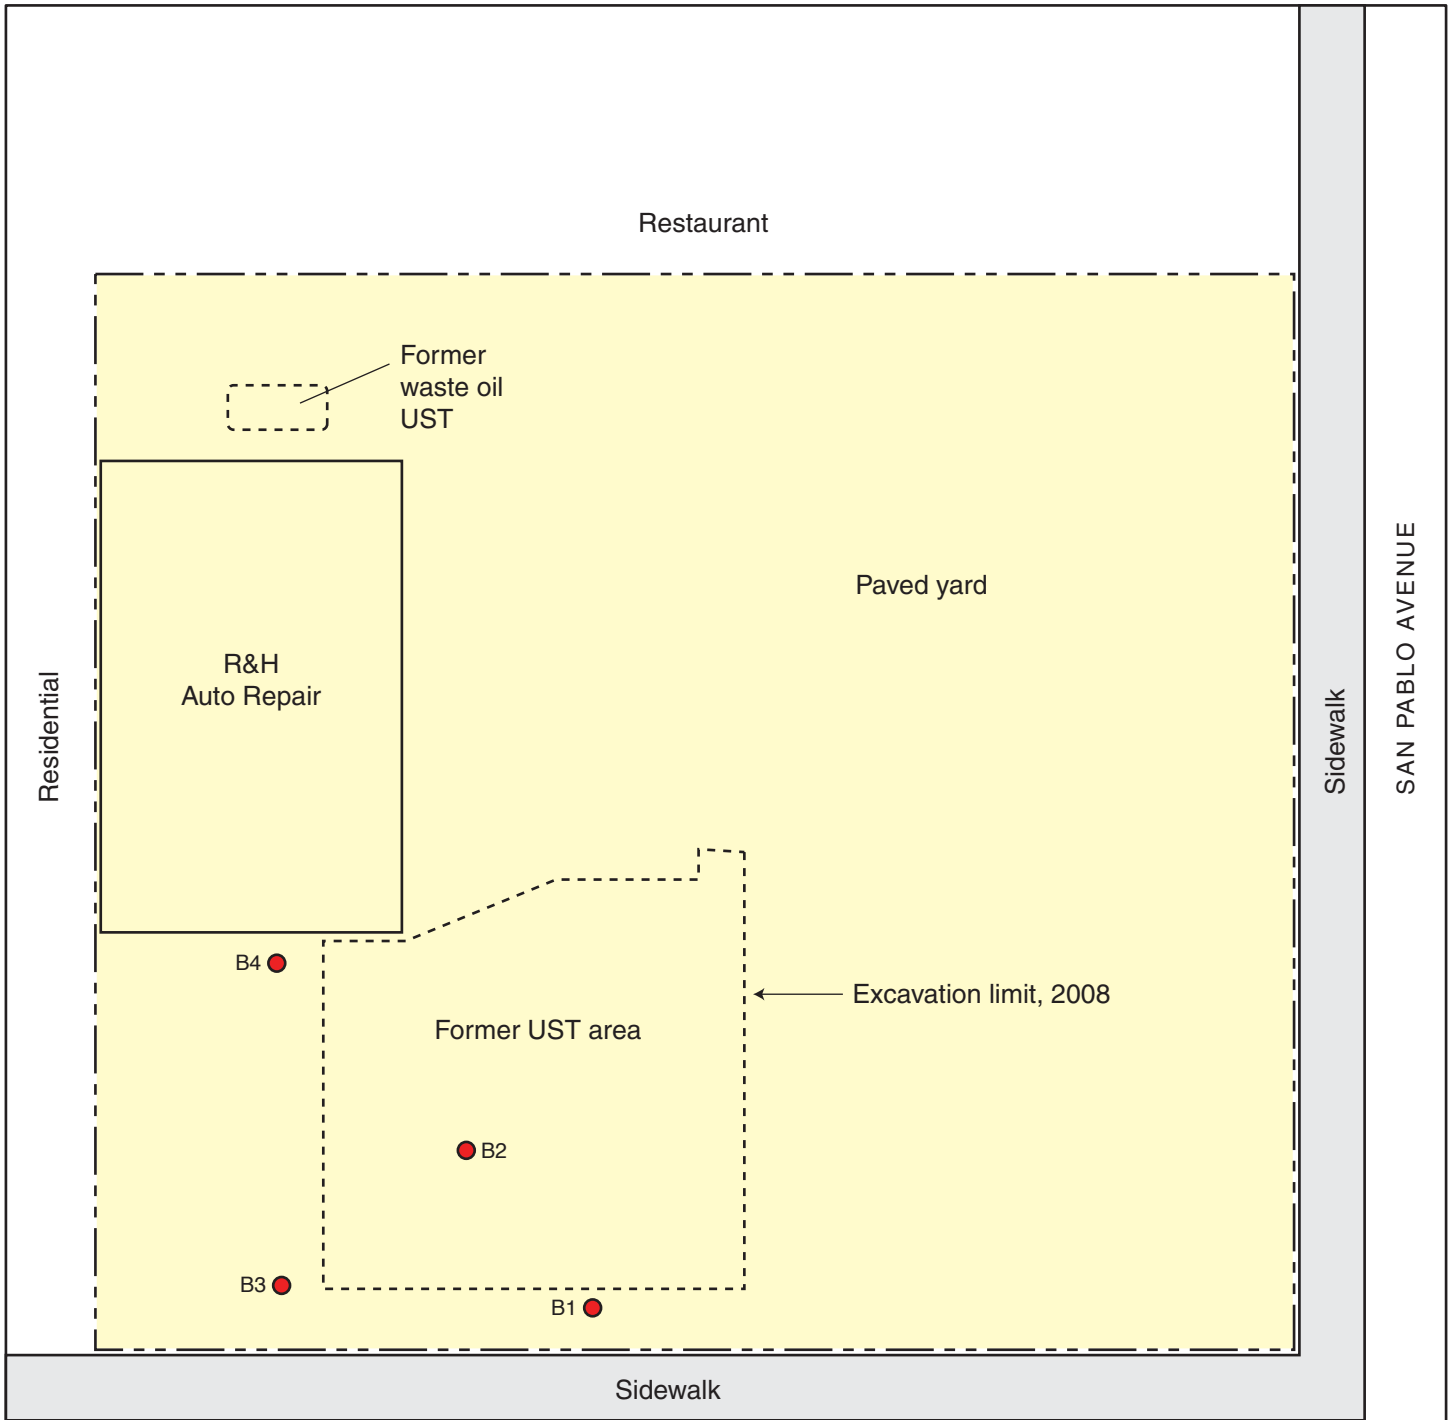 Restaurant
Former
waste oil
UST
Paved yard
R&H
Auto Repair
Residential
Sidewalk
SAN PABLO AVENUE
B4
Excavation limit, 2008
Former UST area
B2
B3
B1
Sidewalk